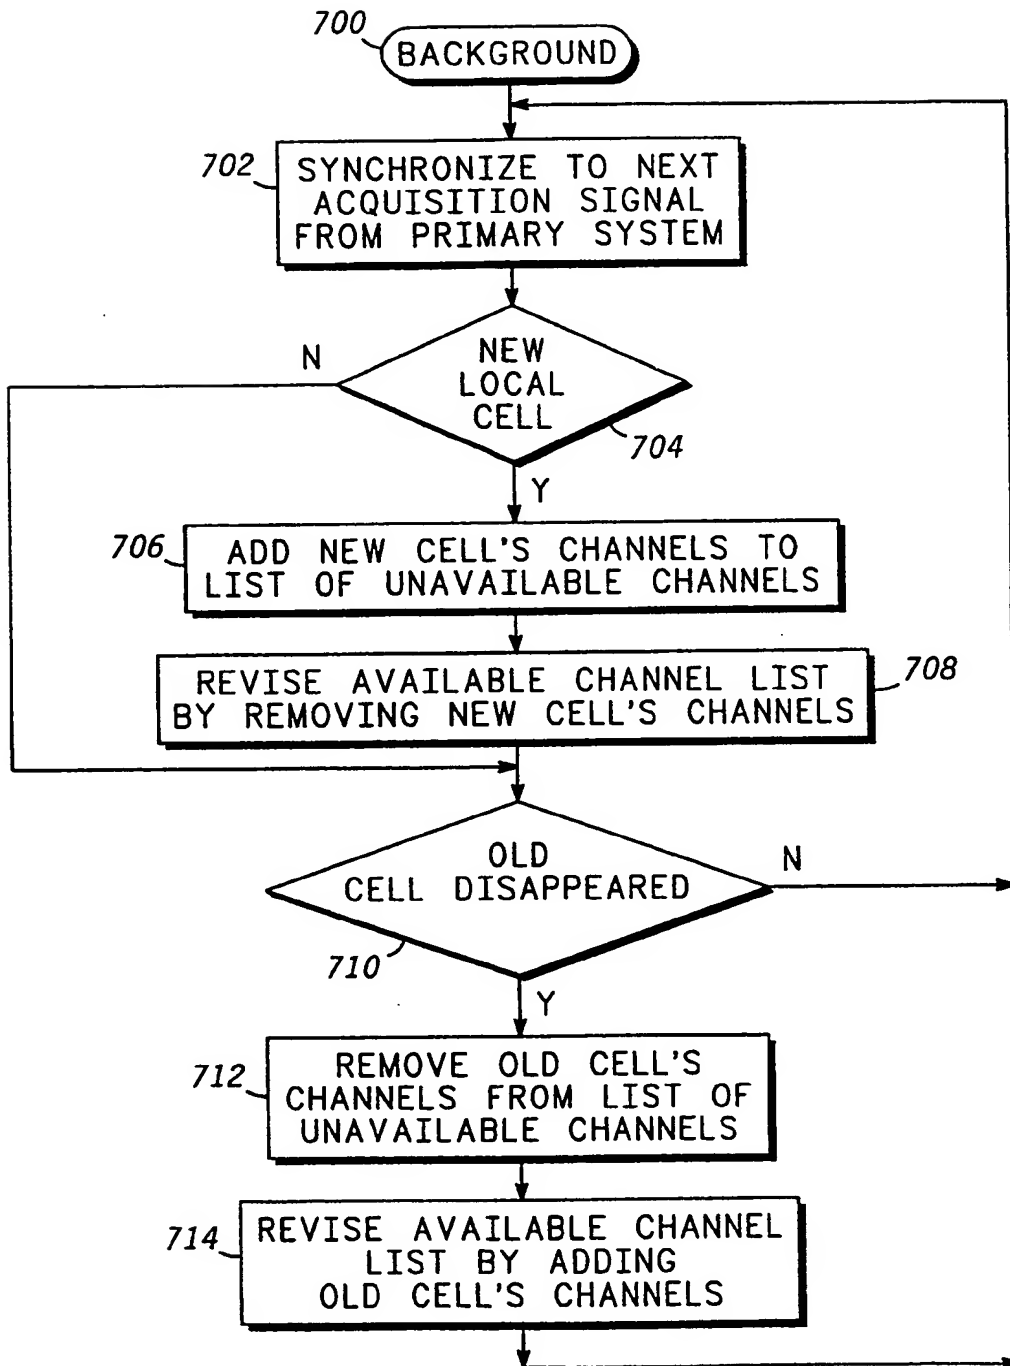 700
BACKGROUND
702
SYNCHRONIZE TO NEXT
ACQUISITION SIGNAL
FROM PRIMARY SYSTEM
N
NEW
LOCAL
CELL
704
Y
706
ADD NEW CELL'S CHANNELS TO
LIST OF UNAVAILABLE CHANNELS
REVISE AVAILABLE CHANNEL LIST
BY REMOVING NEW CELL'S CHANNELS
708
OLD
CELL DISAPPEARED
N
710
Y
712
REMOVE OLD CELL'S
CHANNELS FROM LIST OF
UNAVAILABLE CHANNELS
714
REVISE AVAILABLE CHANNEL
LIST BY ADDING
OLD CELL'S CHANNELS